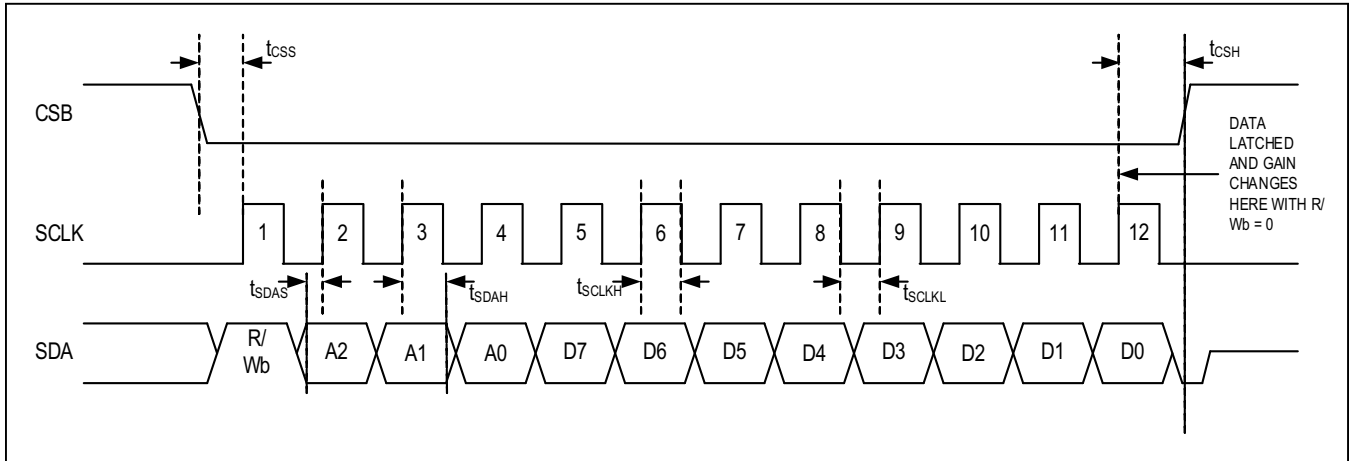 tCSS
tCSH
CSB
DATA
LATCHED
AND GAIN
CHANGES
HERE WITH R/
Wb = 0
SCLK
1 2 3 4 5 6 7 8 9 10 11 12
tSDAS
tSDAH
tSCLKH
tSCLKL
SDA
R/
Wb
A2 A1 A0 D7 D6 D5 D4 D3 D2 D1 D0